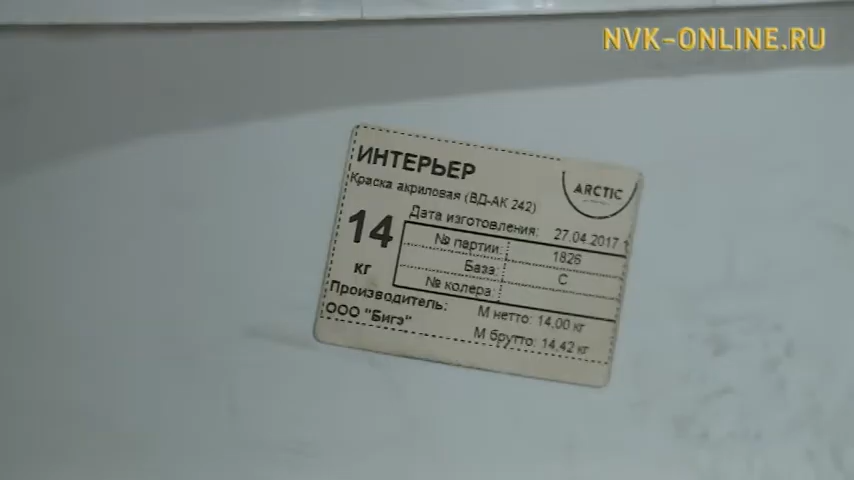 NVK-ONLINE.RU
ИНТЕРЬЕР
ARCTIC
Краска акриловая (ВД-АК 242)
14 кг
Дата изготовления: 27.04.2017 г
№ партии: 1826
База: С
№ колера:
Производитель:
ООО "Бигэ"
М нетто: 14,00 кг
М брутто: 14,42 кг